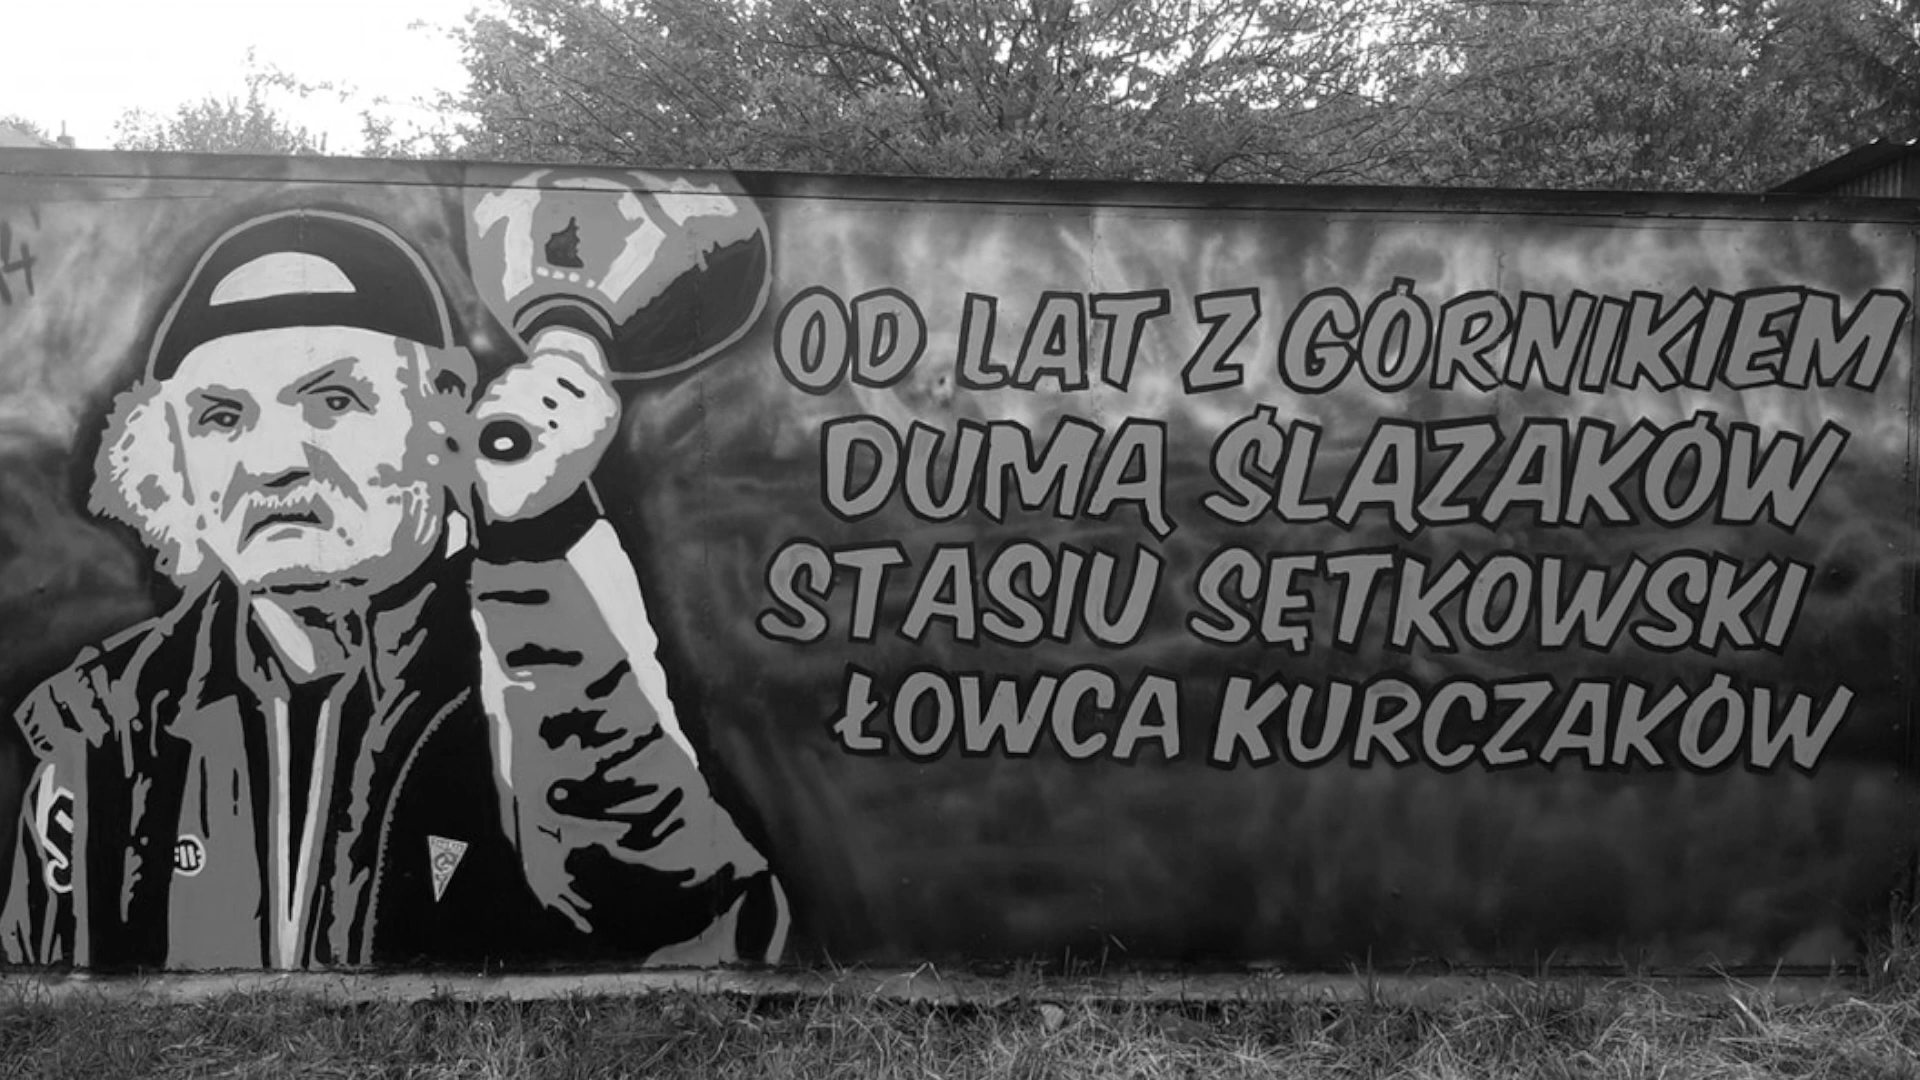 OD LAT Z GÓRNIKIEM
DUMĄ ŚLĄZAKÓW
STASIU SĘTKOWSKI
ŁOWCA KURCZAKÓW